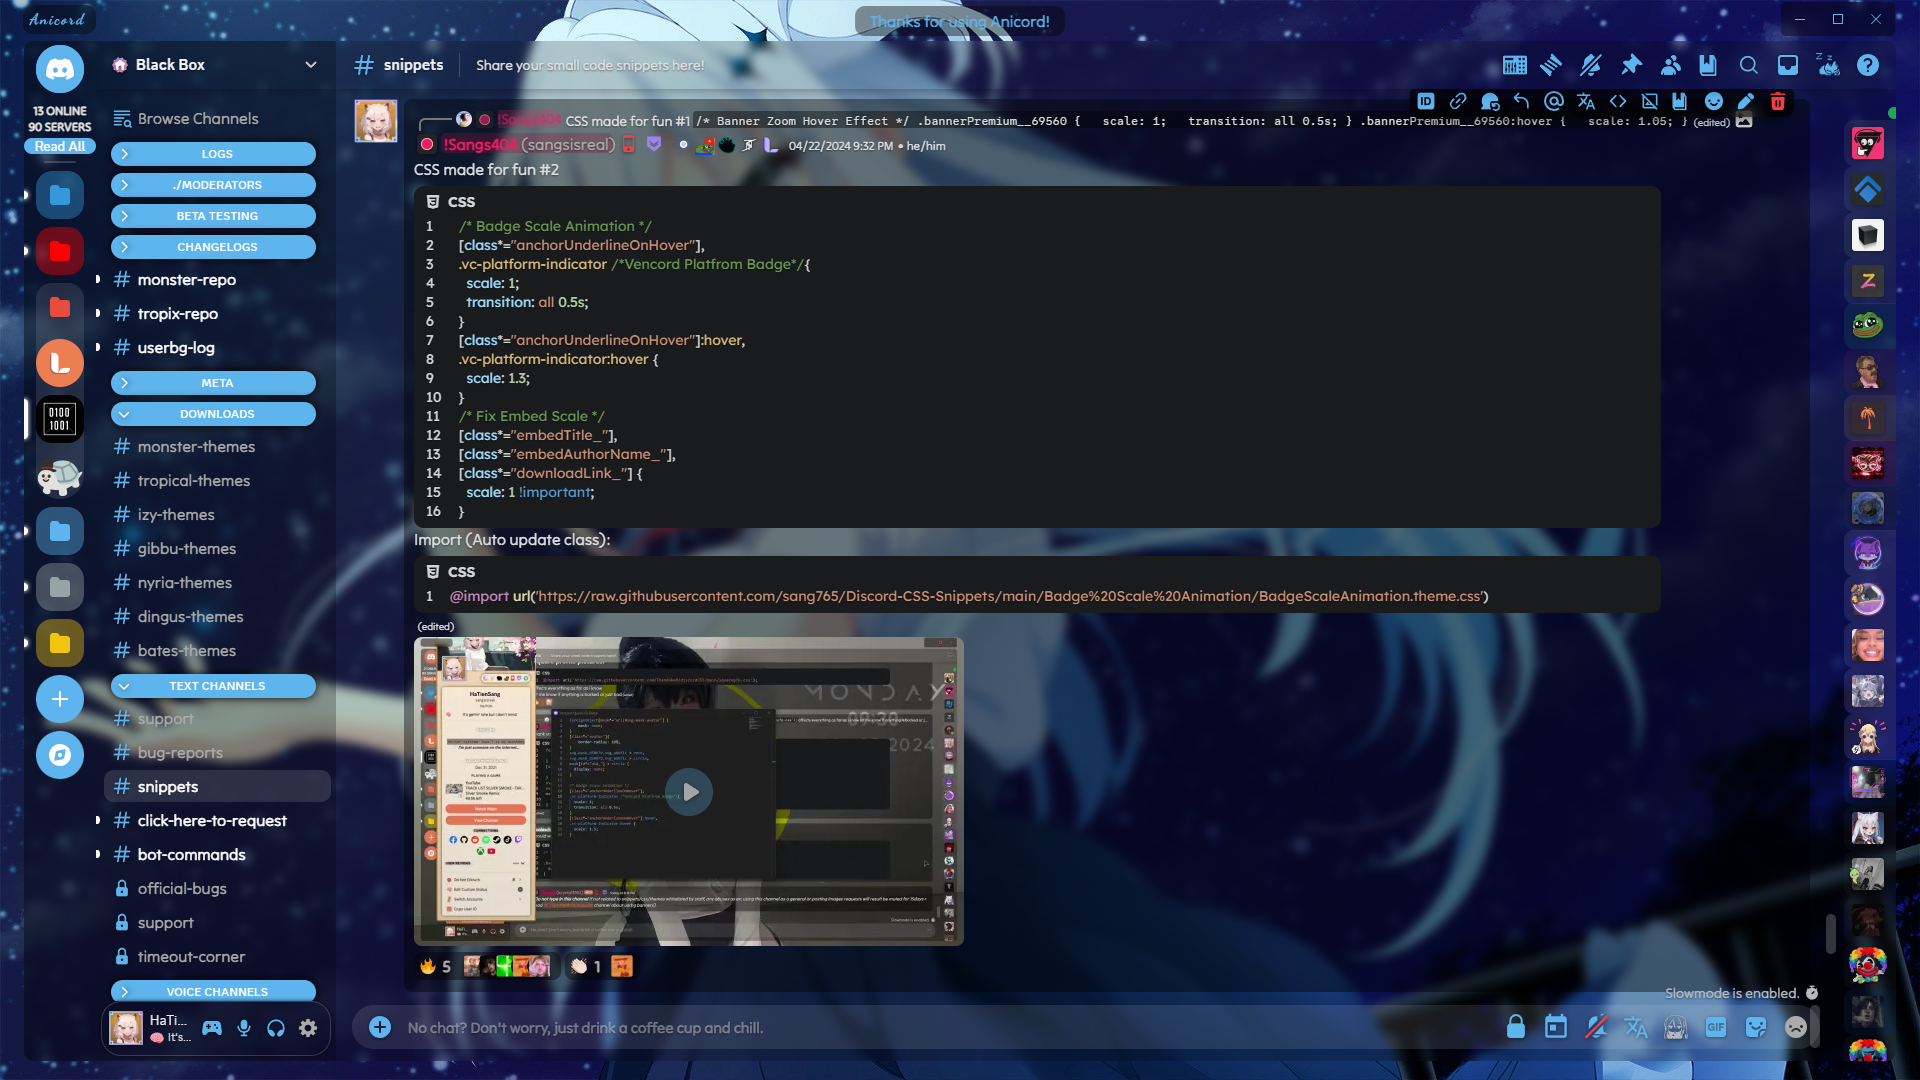 Anicord
Thanks for using Anicord!
Black Box
snippets
Share your small code snippets here!
13 ONLINE
90 SERVERS
Read All
Browse Channels
LOGS
./MODERATORS
BETA TESTING
CHANGELOGS
monster-repo
tropix-repo
userbg-log
META
DOWNLOADS
monster-themes
tropical-themes
izy-themes
gibbu-themes
nyria-themes
dingus-themes
bates-themes
TEXT CHANNELS
support
bug-reports
snippets
click-here-to-request
bot-commands
official-bugs
support
timeout-corner
VOICE CHANNELS
HaTi...
It's...
0100
1001
!Sangs404 CSS made for fun #1 /* Banner Zoom Hover Effect */ .bannerPremium__69560 { scale: 1; transition: all 0.5s; } .bannerPremium__69560:hover { scale: 1.05; } (edited)
ID
!Sangs404 (sangsisreal) 04/22/2024 9:32 PM • he/him
CSS made for fun #2
CSS
1 /* Badge Scale Animation */
2 [class*="anchorUnderlineOnHover"],
3 .vc-platform-indicator /*Vencord Platfrom Badge*/{
4 scale: 1;
5 transition: all 0.5s;
6 }
7 [class*="anchorUnderlineOnHover"]:hover,
8 .vc-platform-indicator:hover {
9 scale: 1.3;
10 }
11 /* Fix Embed Scale */
12 [class*="embedTitle_"],
13 [class*="embedAuthorName_"],
14 [class*="downloadLink_"] {
15 scale: 1 !important;
16 }
Import (Auto update class):
CSS
1 @import url('https://raw.githubusercontent.com/sang765/Discord-CSS-Snippets/main/Badge%20Scale%20Animation/BadgeScaleAnimation.theme.css')
(edited)
MONDAY
2024
HaTienSang
5
1
Slowmode is enabled.
No chat? Don't worry, just drink a coffee cup and chill.
GIF